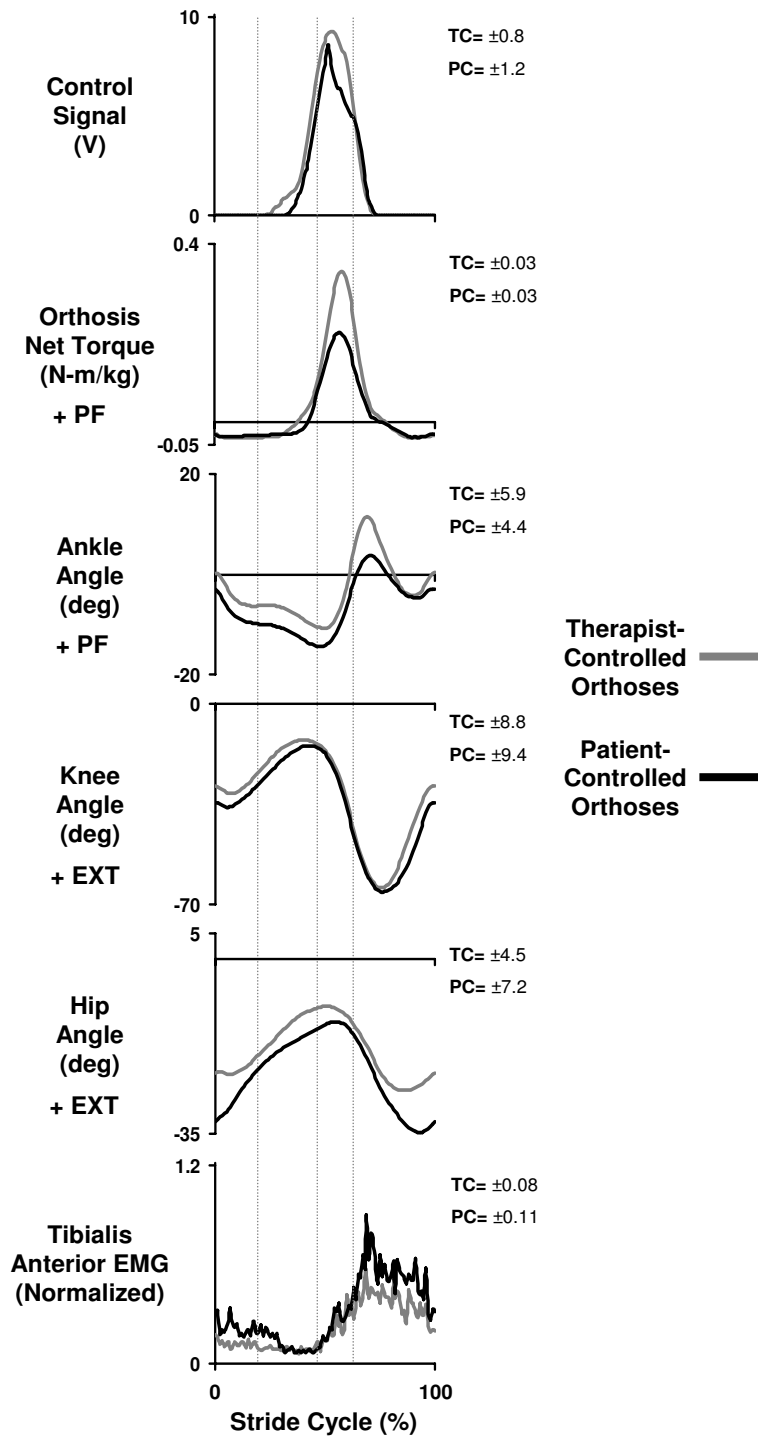 10
Control
Signal
(V)
0
TC= ±0.8
PC= ±1.2
0.4
Orthosis
Net Torque
(N-m/kg)
+ PF
-0.05
TC= ±0.03
PC= ±0.03
20
Ankle
Angle
(deg)
+ PF
-20
TC= ±5.9
PC= ±4.4
Therapist-
Controlled
Orthoses
Patient-
Controlled
Orthoses
0
Knee
Angle
(deg)
+ EXT
-70
TC= ±8.8
PC= ±9.4
5
Hip
Angle
(deg)
+ EXT
-35
TC= ±4.5
PC= ±7.2
1.2
Tibialis
Anterior EMG
(Normalized)
0
TC= ±0.08
PC= ±0.11
0 100
Stride Cycle (%)